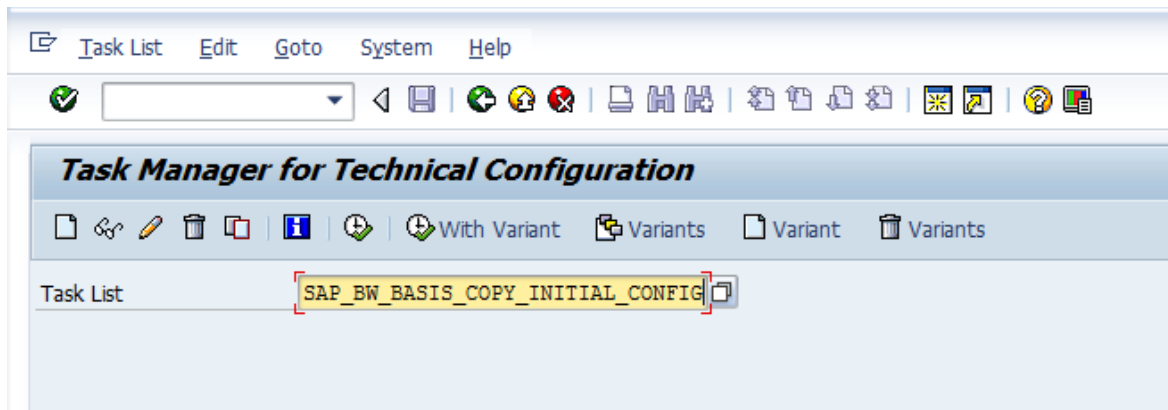 Task List Edit Goto System Help
Task Manager for Technical Configuration
With Variant Variants Variant Variants
Task List SAP_BW_BASIS_COPY_INITIAL_CONFIG